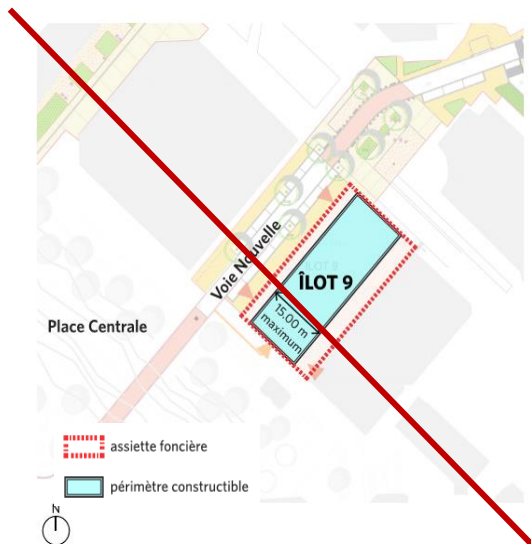 Voie Nouvelle
ÎLOT 9
15.00 m
maximum
Place Centrale
assiette foncière
périmètre constructible
N